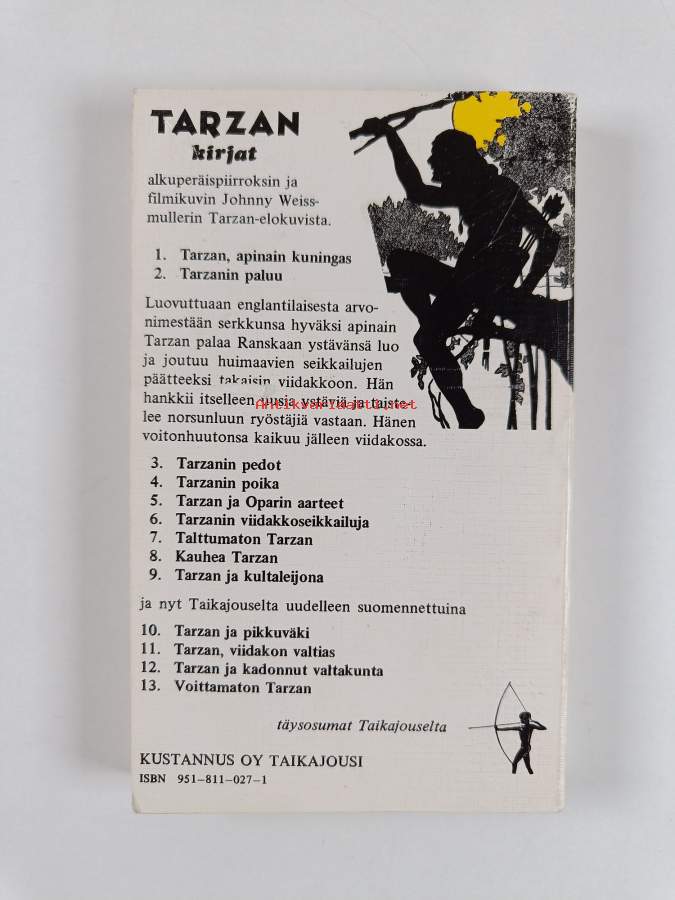 TARZAN
kirjat
alkuperäispiirroksin ja
filmikuvin Johnny Weiss-
mullerin Tarzan-elokuvista.
1. Tarzan, apinain kuningas
2. Tarzanin paluu
Luovuttuaan englantilaisesta arvo-
nimestään serkkunsa hyväksi apinain
Tarzan palaa Ranskaan ystävänsä luo
ja joutuu huimaavien seikkailujen
päätteeksi takaisin viidakkoon. Hän
hankkii itselleen uusia ystäviä ja taiste-
Antikvariaatti.net
lee norsunluun ryöstäjiä vastaan. Hänen
voitonhuutonsa kaikuu jälleen viidakossa.
3. Tarzanin pedot
4. Tarzanin poika
5. Tarzan ja Oparin aarteet
6. Tarzanin viidakkoseikkailuja
7. Talttumaton Tarzan
8. Kauhea Tarzan
9. Tarzan ja kultaleijona
ja nyt Taikajouselta uudelleen suomennettuina
10. Tarzan ja pikkuväki
11. Tarzan, viidakon valtias
12. Tarzan ja kadonnut valtakunta
13. Voittamaton Tarzan
täysosumat Taikajouselta
KUSTANNUS OY TAIKAJOUSI
ISBN 951-811-027-1